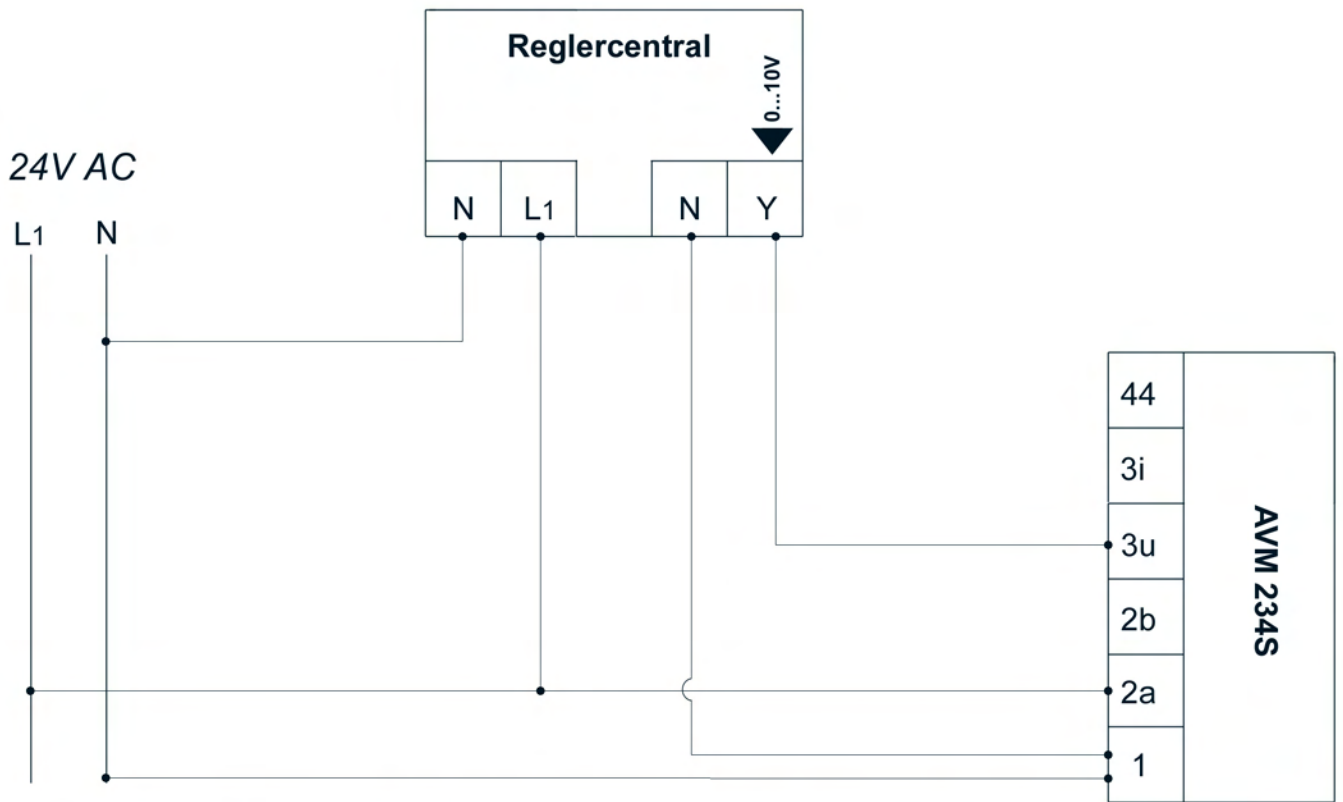 Reglercentral
0...10V
24V AC
N L1 N Y
L1 N
44
3i
3u
2b
2a
1
AVM 234S